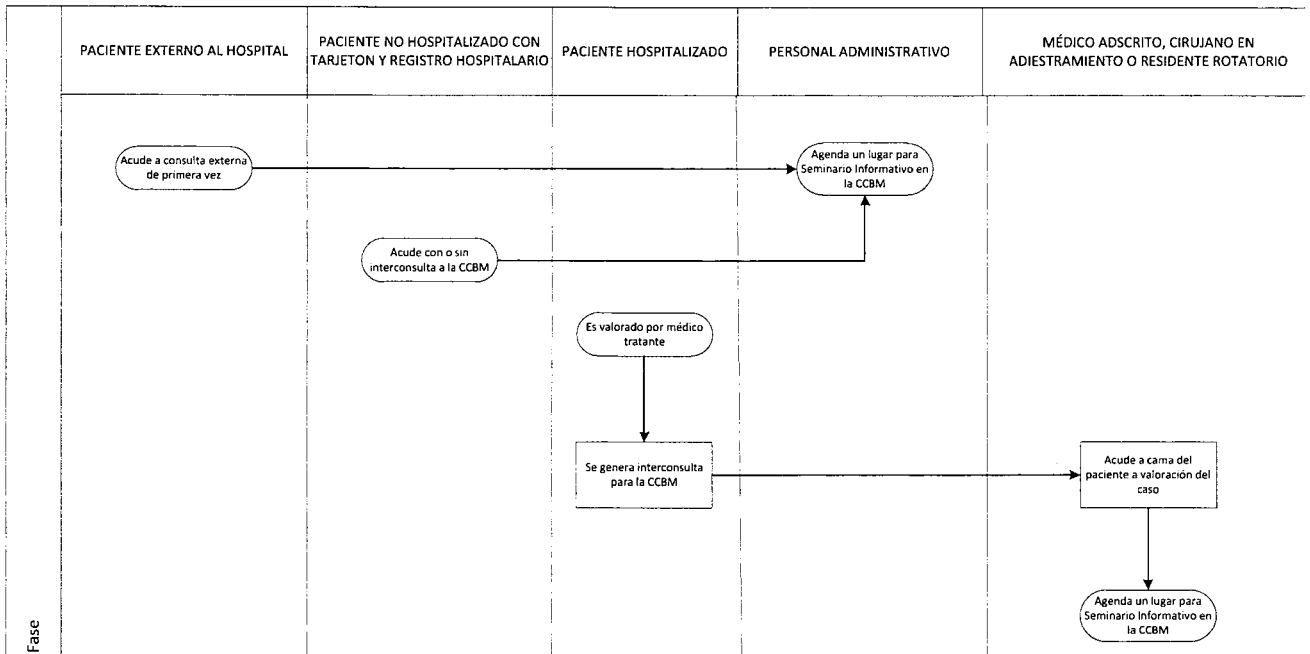 PACIENTE EXTERNO AL HOSPITAL
PACIENTE NO HOSPITALIZADO CON
TARJETON Y REGISTRO HOSPITALARIO
PACIENTE HOSPITALIZADO
PERSONAL ADMINISTRATIVO
MÉDICO ADSCRITO, CIRUJANO EN
ADIESTRAMIENTO O RESIDENTE ROTATORIO
Acude a consulta externa
de primera vez
Agenda un lugar para
Seminario Informativo en
la CCBM
Acude con o sin
interconsulta a la CCBM
Es valorado por médico
tratante
Se genera interconsulta
para la CCBM
Acude a cama del
paciente a valoración del
caso
Agenda un lugar para
Seminario Informativo en
la CCBM
Fase